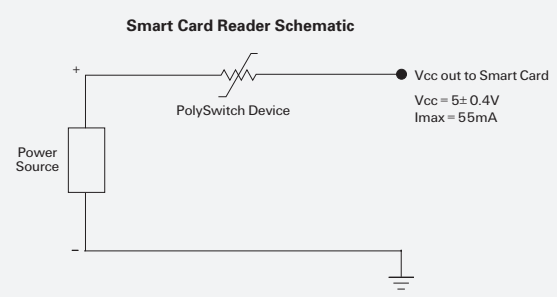 Smart Card Reader Schematic
+
Vcc out to Smart Card
Vcc = 5± 0.4V
Imax = 55mA
PolySwitch Device
Power
Source
–